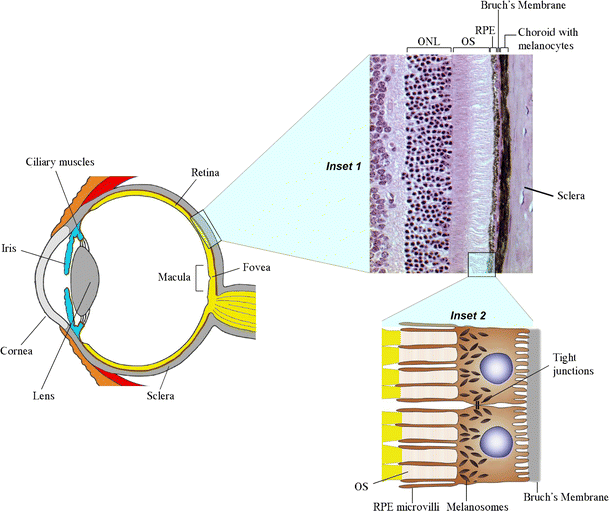 Bruch's Membrane
RPE
ONL
OS
Choroid with
melanocytes
Inset 1
Sclera
Ciliary muscles
Retina
Iris
Macula
Fovea
Cornea
Lens
Sclera
Inset 2
Tight
junctions
OS
RPE microvilli
Melanosomes
Bruch's Membrane